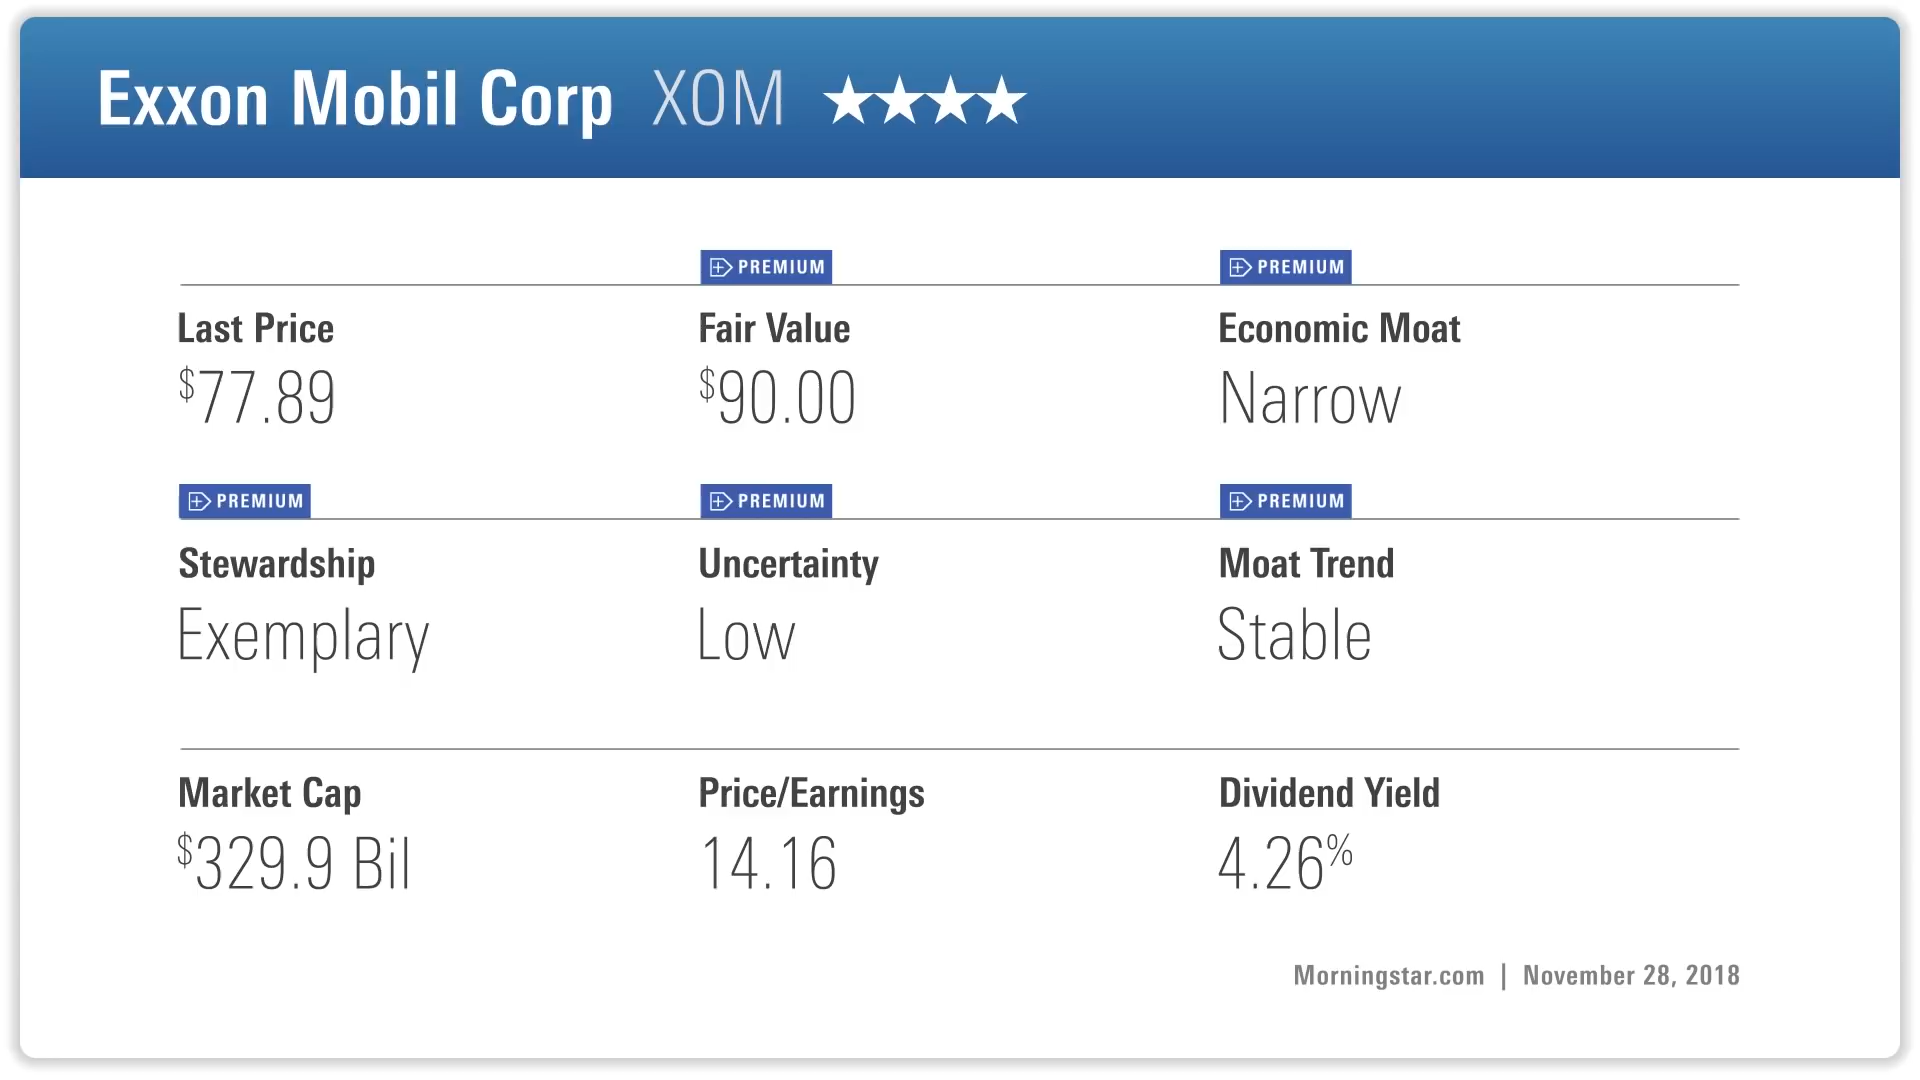 Exxon Mobil Corp XOM ★★★★
PREMIUM PREMIUM
Last Price Fair Value Economic Moat
$77.89 $90.00 Narrow
PREMIUM PREMIUM PREMIUM
Stewardship Uncertainty Moat Trend
Exemplary Low Stable
Market Cap Price/Earnings Dividend Yield
$329.9 Bil 14.16 4.26%
Morningstar.com | November 28, 2018